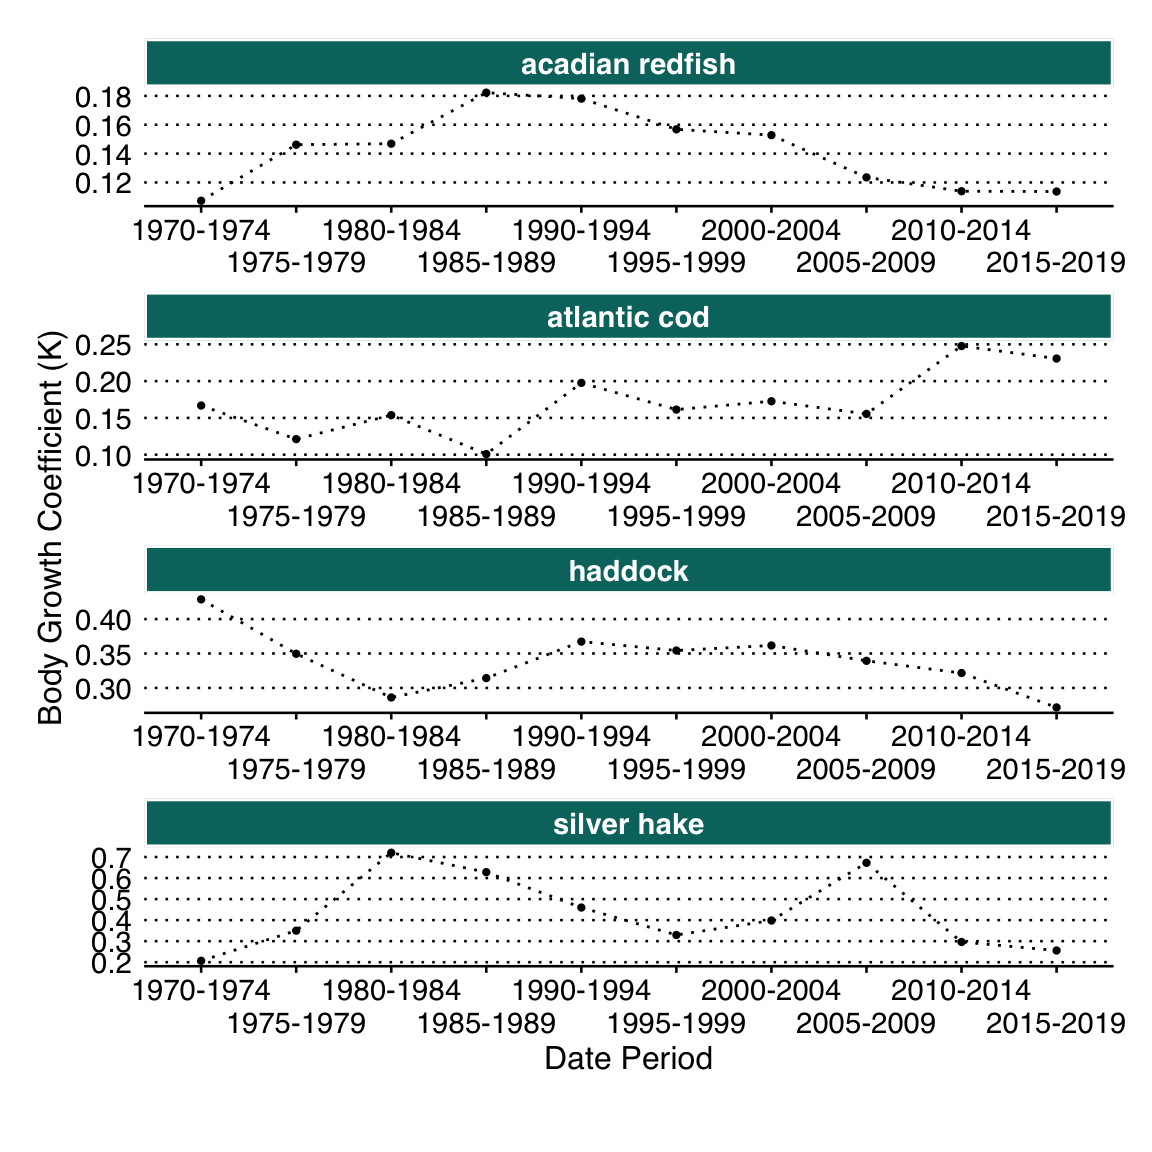 acadian redfish
0.18
0.16
0.14
0.12
1970-1974 1980-1984 1990-1994 2000-2004 2010-2014
1975-1979 1985-1989 1995-1999 2005-2009 2015-2019
atlantic cod
0.25
0.20
0.15
0.10
1970-1974 1980-1984 1990-1994 2000-2004 2010-2014
1975-1979 1985-1989 1995-1999 2005-2009 2015-2019
Body Growth Coefficient (K)
haddock
0.40
0.35
0.30
1970-1974 1980-1984 1990-1994 2000-2004 2010-2014
1975-1979 1985-1989 1995-1999 2005-2009 2015-2019
silver hake
0.7
0.6
0.5
0.4
0.3
0.2
1970-1974 1980-1984 1990-1994 2000-2004 2010-2014
1975-1979 1985-1989 1995-1999 2005-2009 2015-2019
Date Period